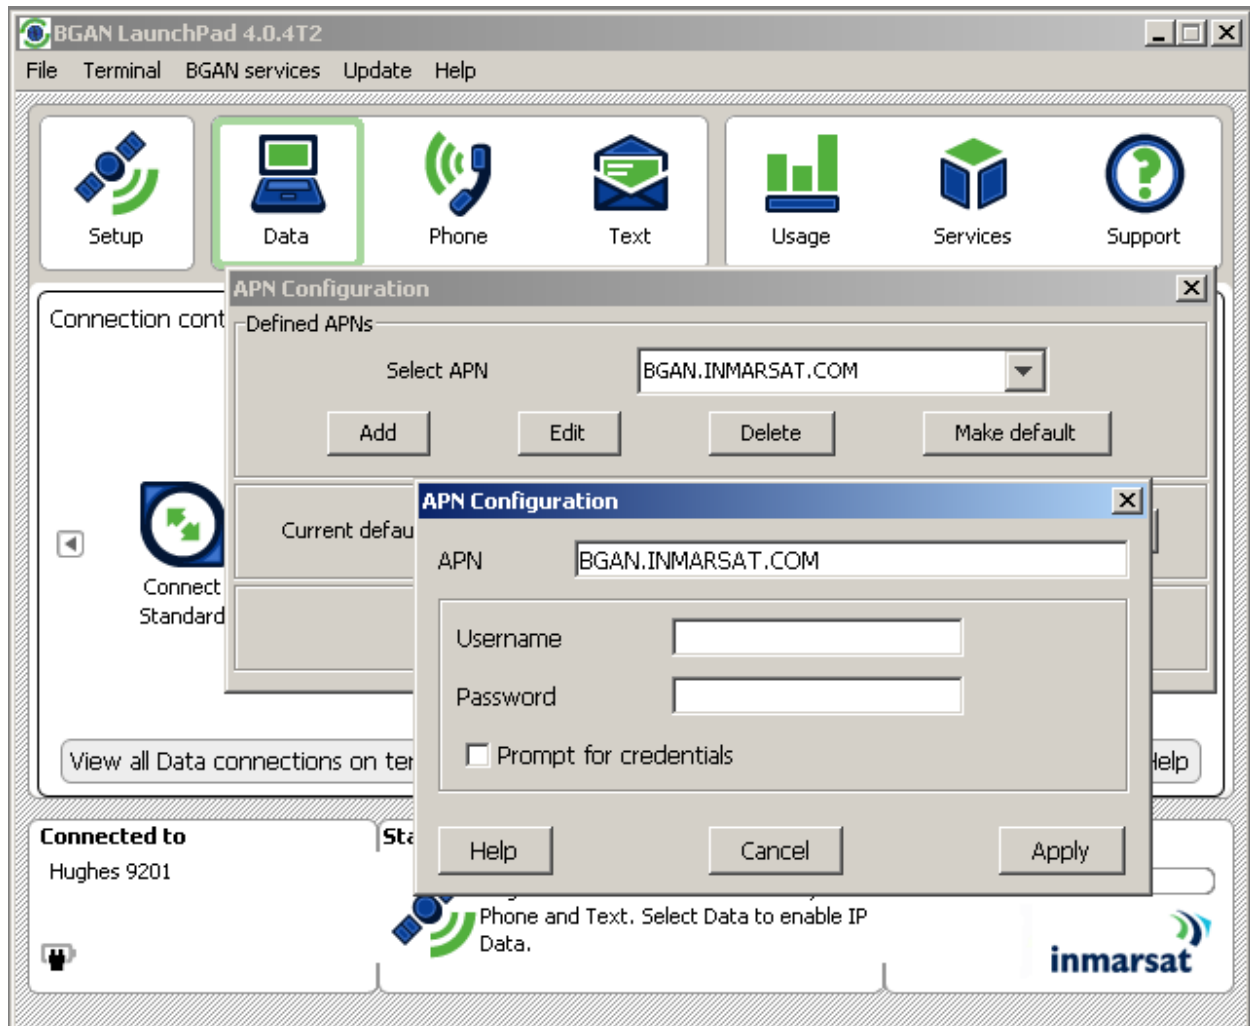 BGAN LaunchPad 4.0.4T2
File Terminal BGAN services Update Help
Setup Data Phone Text Usage Services Support
APN Configuration
Connection cont
Defined APNs
Select APN BGAN.INMARSAT.COM
Add Edit Delete Make default
APN Configuration
Current defau
APN BGAN.INMARSAT.COM
Connect
Standard
Username
Password
Prompt for credentials
View all Data connections on ter
Help
Connected to
Sta
Hughes 9201
Help Cancel Apply
Phone and Text. Select Data to enable IP
Data.
inmarsat